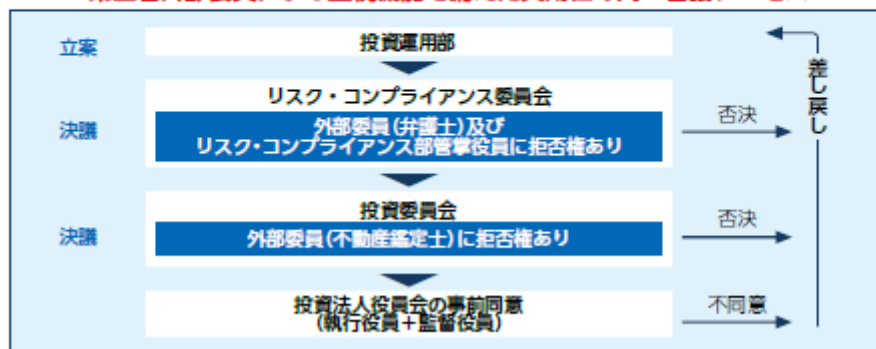 立案
投資運用部
差し戻し
リスク・コンプライアンス委員会
決議
外部委員(弁護士)及び
リスク・コンプライアンス部管掌役員に拒否権あり
否決
投資委員会
決議
外部委員(不動産鑑定士)に拒否権あり
否決
投資法人役員会の事前同意
(執行役員+監督役員)
不同意